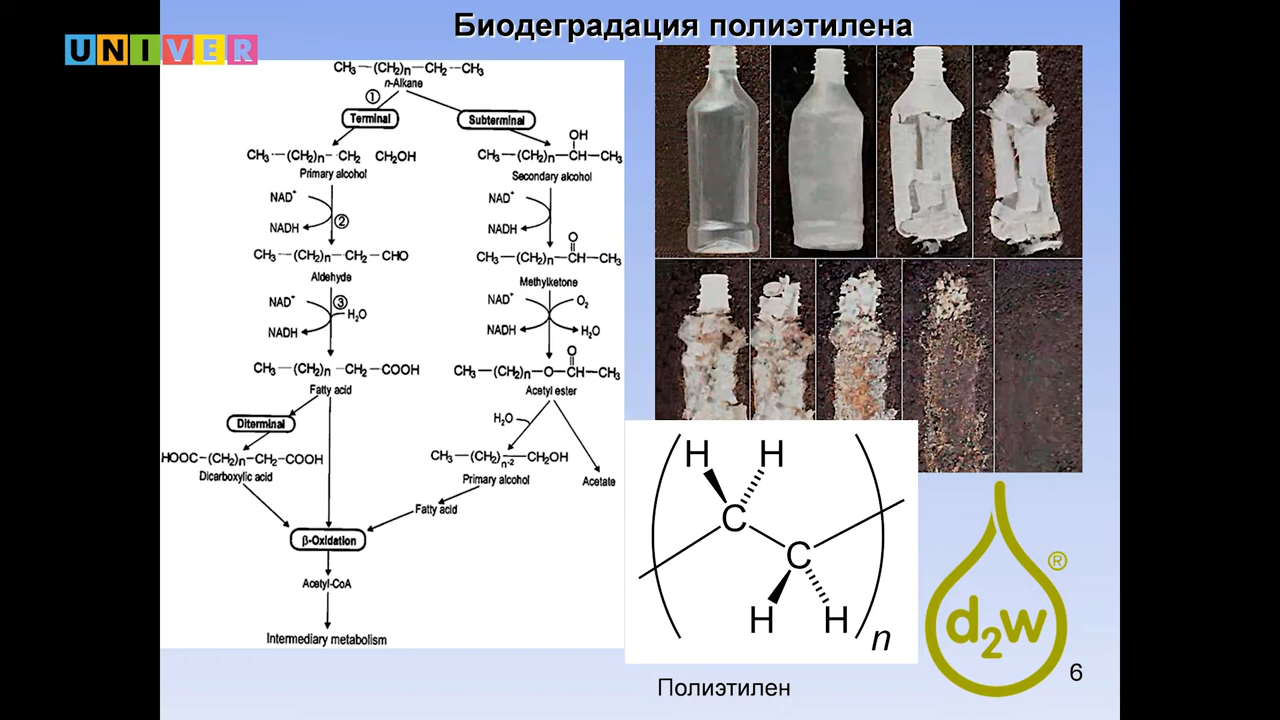 Биодеградация полиэтилена
UNIVER
CH₃—(CH₂)n—CH₂—CH₃
n-Alkane
①
Terminal
Subterminal
CH₃—(CH₂)n—CH₂ CH₂OH
Primary alcohol
OH
CH₃—(CH₂)n—CH—CH₃
Secondary alcohol
NAD⁺
NADH
②
NAD⁺
NADH
CH₃—(CH₂)n—CH₂—CHO
Aldehyde
O
CH₃—(CH₂)n—C—CH₃
Methylketone
NAD⁺
③
H₂O
NADH
NAD⁺
O₂
NADH
H₂O
CH₃—(CH₂)n—CH₂—COOH
Fatty acid
O
CH₃—(CH₂)n—O—CH—CH₃
Acetyl ester
Diterminal
HOOC—(CH₂)n—CH₂—COOH
Dicarboxylic acid
H₂O
CH₃—(CH₂)n-2—CH₂OH
Primary alcohol
Acetate
Fatty acid
β-Oxidation
Acetyl-CoA
Intermediary metabolism
H H
C
C
H H
n
Полиэтилен
®
d₂w
6